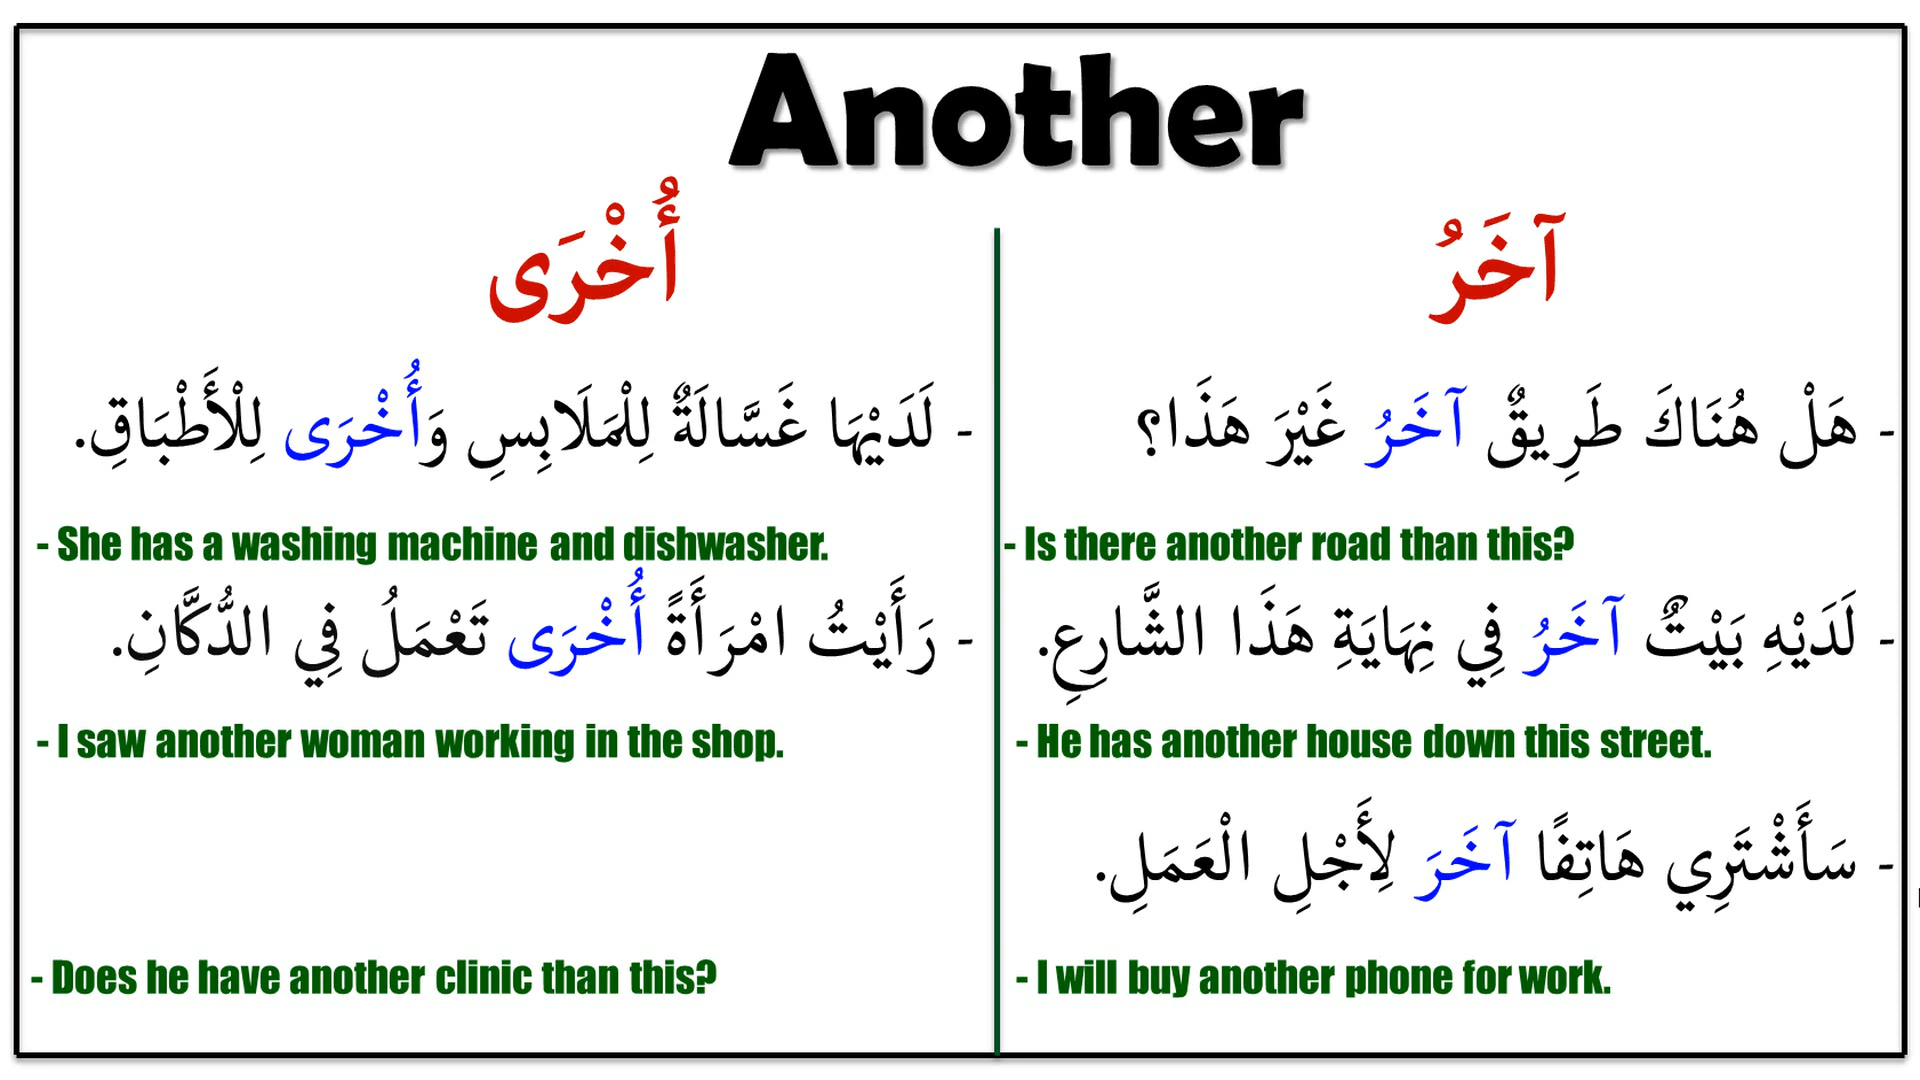 Another
آخَرُ
- هَلْ هُنَاكَ طَرِيقٌ آخَرُ غَيْرَ هَذَا؟
- Is there another road than this?
- لَدَيْهِ بَيْتٌ آخَرُ فِي نِهَايَةِ هَذَا الشَّارِعِ.
- He has another house down this street.
- سَأَشْتَرِي هَاتِفًا آخَرَ لِأَجْلِ الْعَمَلِ.
- I will buy another phone for work.
أُخْرَى
- لَدَيْهَا غَسَّالَةٌ لِلْمَلَابِسِ وَأُخْرَى لِلْأَطْبَاقِ.
- She has a washing machine and dishwasher.
- رَأَيْتُ امْرَأَةً أُخْرَى تَعْمَلُ فِي الدُّكَّانِ.
- I saw another woman working in the shop.
- Does he have another clinic than this?